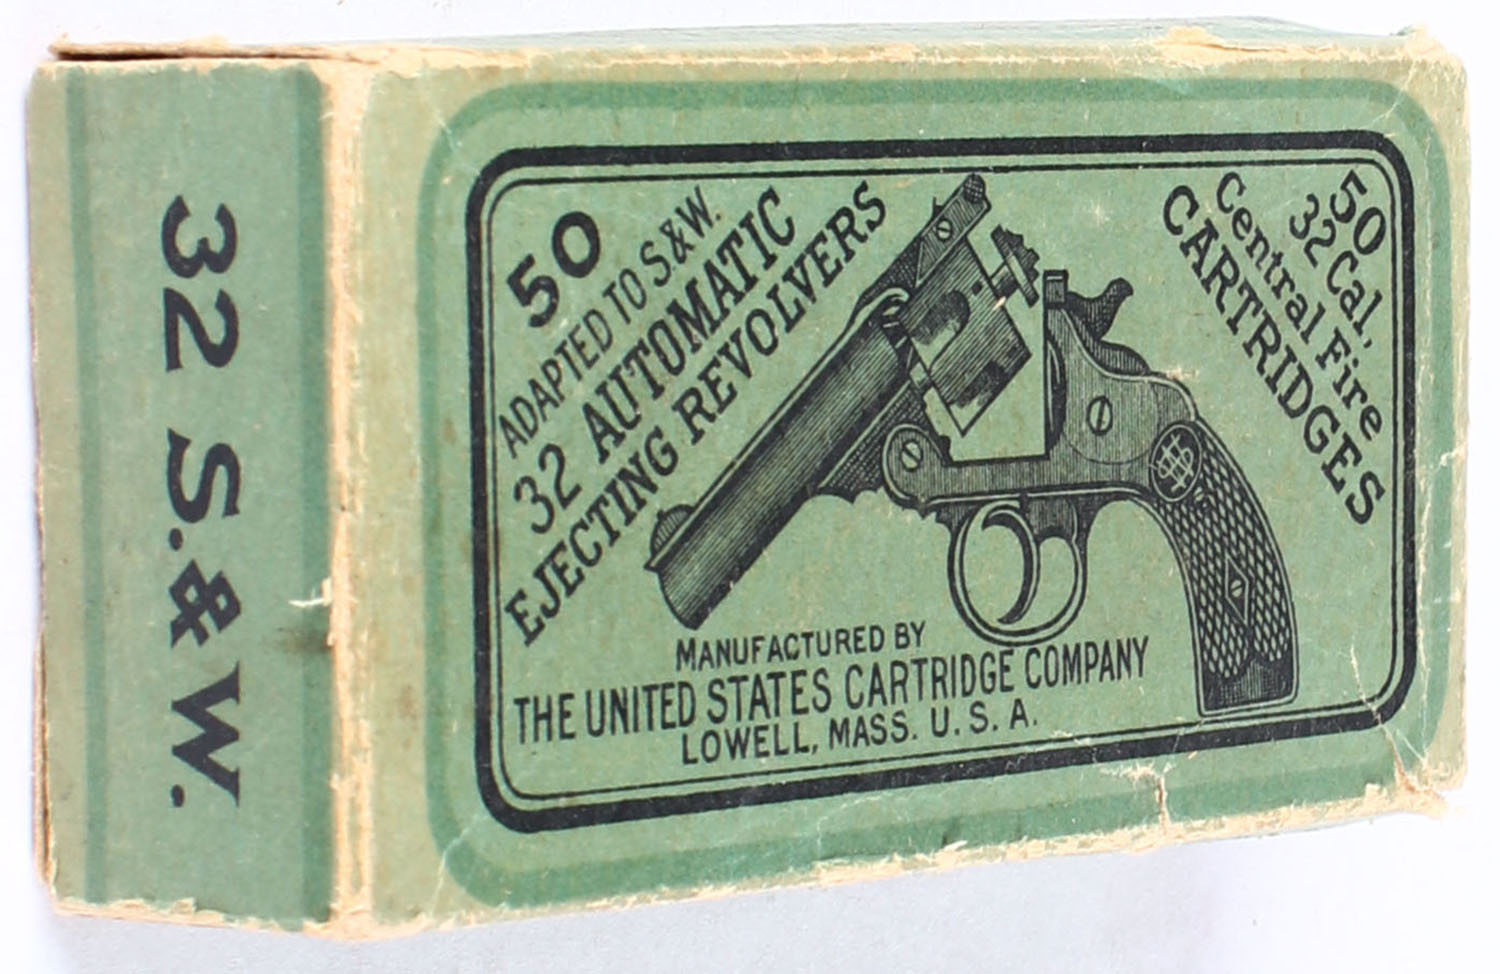 32 S.&W.
50
ADAPTED TO S.&W.
32 AUTOMATIC
EJECTING REVOLVERS
50
32 Cal.
Central Fire
CARTRIDGES
MANUFACTURED BY
THE UNITED STATES CARTRIDGE COMPANY
LOWELL, MASS. U. S. A.